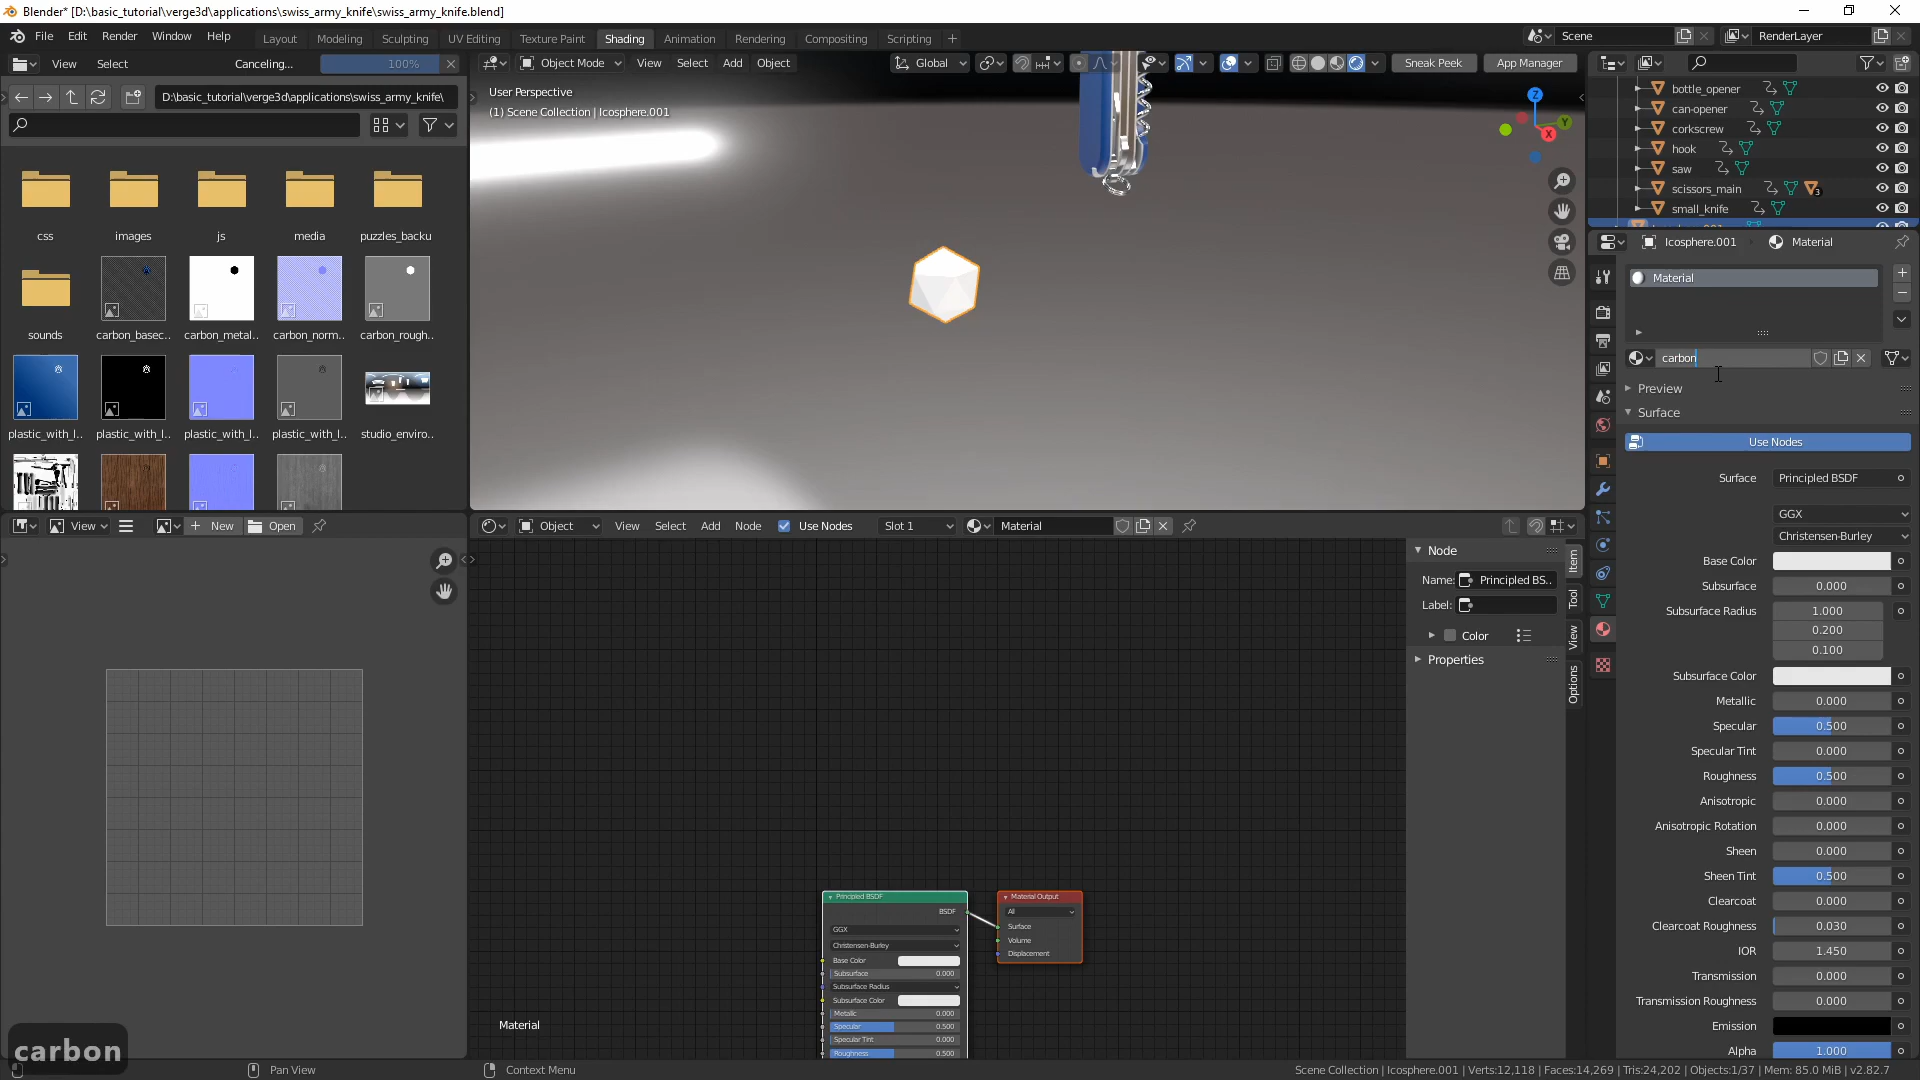 Blender* [D:\basic_tutorial\verge3d\applications\swiss_army_knife\swiss_army_knife.blend]
File Edit Render Window Help
Layout Modeling Sculpting UV Editing Texture Paint Shading Animation Rendering Compositing Scripting +
Scene
RenderLayer
View Select Canceling... 100%
Object Mode View Select Add Object
Global
Sneak Peek App Manager
D:\basic_tutorial\verge3d\applications\swiss_army_knife\
User Perspective
(1) Scene Collection | Icosphere.001
Z
Y
X
bottle_opener
can-opener
corkscrew
hook
saw
scissors_main 3
small_knife
css images js media puzzles_backu
sounds carbon_basec.. carbon_metal.. carbon_norm.. carbon_rough..
plastic_with_l.. plastic_with_l.. plastic_with_l.. plastic_with_l.. studio_enviro..
Icosphere.001 Material
Material
carbon
Preview
Surface
Use Nodes
Surface Principled BSDF
GGX
Christensen-Burley
Base Color
Subsurface 0.000
Subsurface Radius 1.000
0.200
0.100
Subsurface Color
Metallic 0.000
Specular 0.500
Specular Tint 0.000
Roughness 0.500
Anisotropic 0.000
Anisotropic Rotation 0.000
Sheen 0.000
Sheen Tint 0.500
Clearcoat 0.000
Clearcoat Roughness 0.030
IOR 1.450
Transmission 0.000
Transmission Roughness 0.000
Emission
Alpha 1.000
View New Open
Object View Select Add Node Use Nodes Slot 1 Material
Node
Name: Principled BS..
Label:
Color
Properties
Item
Tool
View
Options
Principled BSDF
BSDF
GGX
Christensen-Burley
Base Color
Subsurface 0.000
Subsurface Radius
Subsurface Color
Metallic 0.000
Specular 0.500
Specular Tint 0.000
Roughness 0.500
Material Output
All
Surface
Volume
Displacement
Material
carbon
Pan View
Context Menu
Scene Collection | Icosphere.001 | Verts:12,118 | Faces:14,269 | Tris:24,202 | Objects:1/37 | Mem: 85.0 MiB | v2.82.7